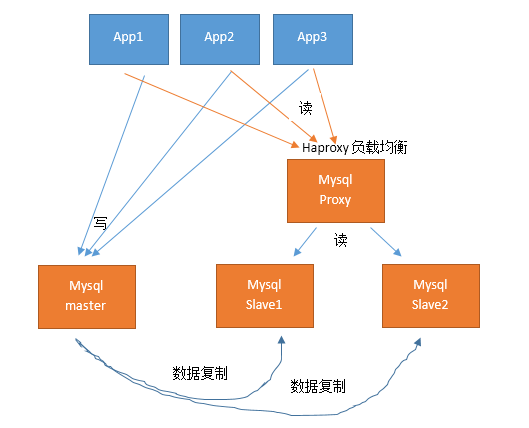 App1
App2
App3
读
Haproxy 负载均衡
Mysql
Proxy
写
读
Mysql
master
Mysql
Slave1
Mysql
Slave2
数据复制
数据复制